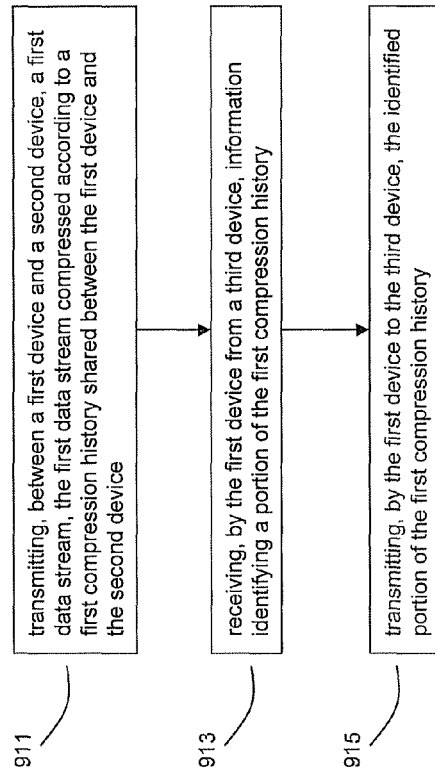 911
transmitting, between a first device and a second device, a first
data stream, the first data stream compressed according to a
first compression history shared between the first device and
the second device
913
receiving, by the first device from a third device, information
identifying a portion of the first compression history
915
transmitting, by the first device to the third device, the identified
portion of the first compression history